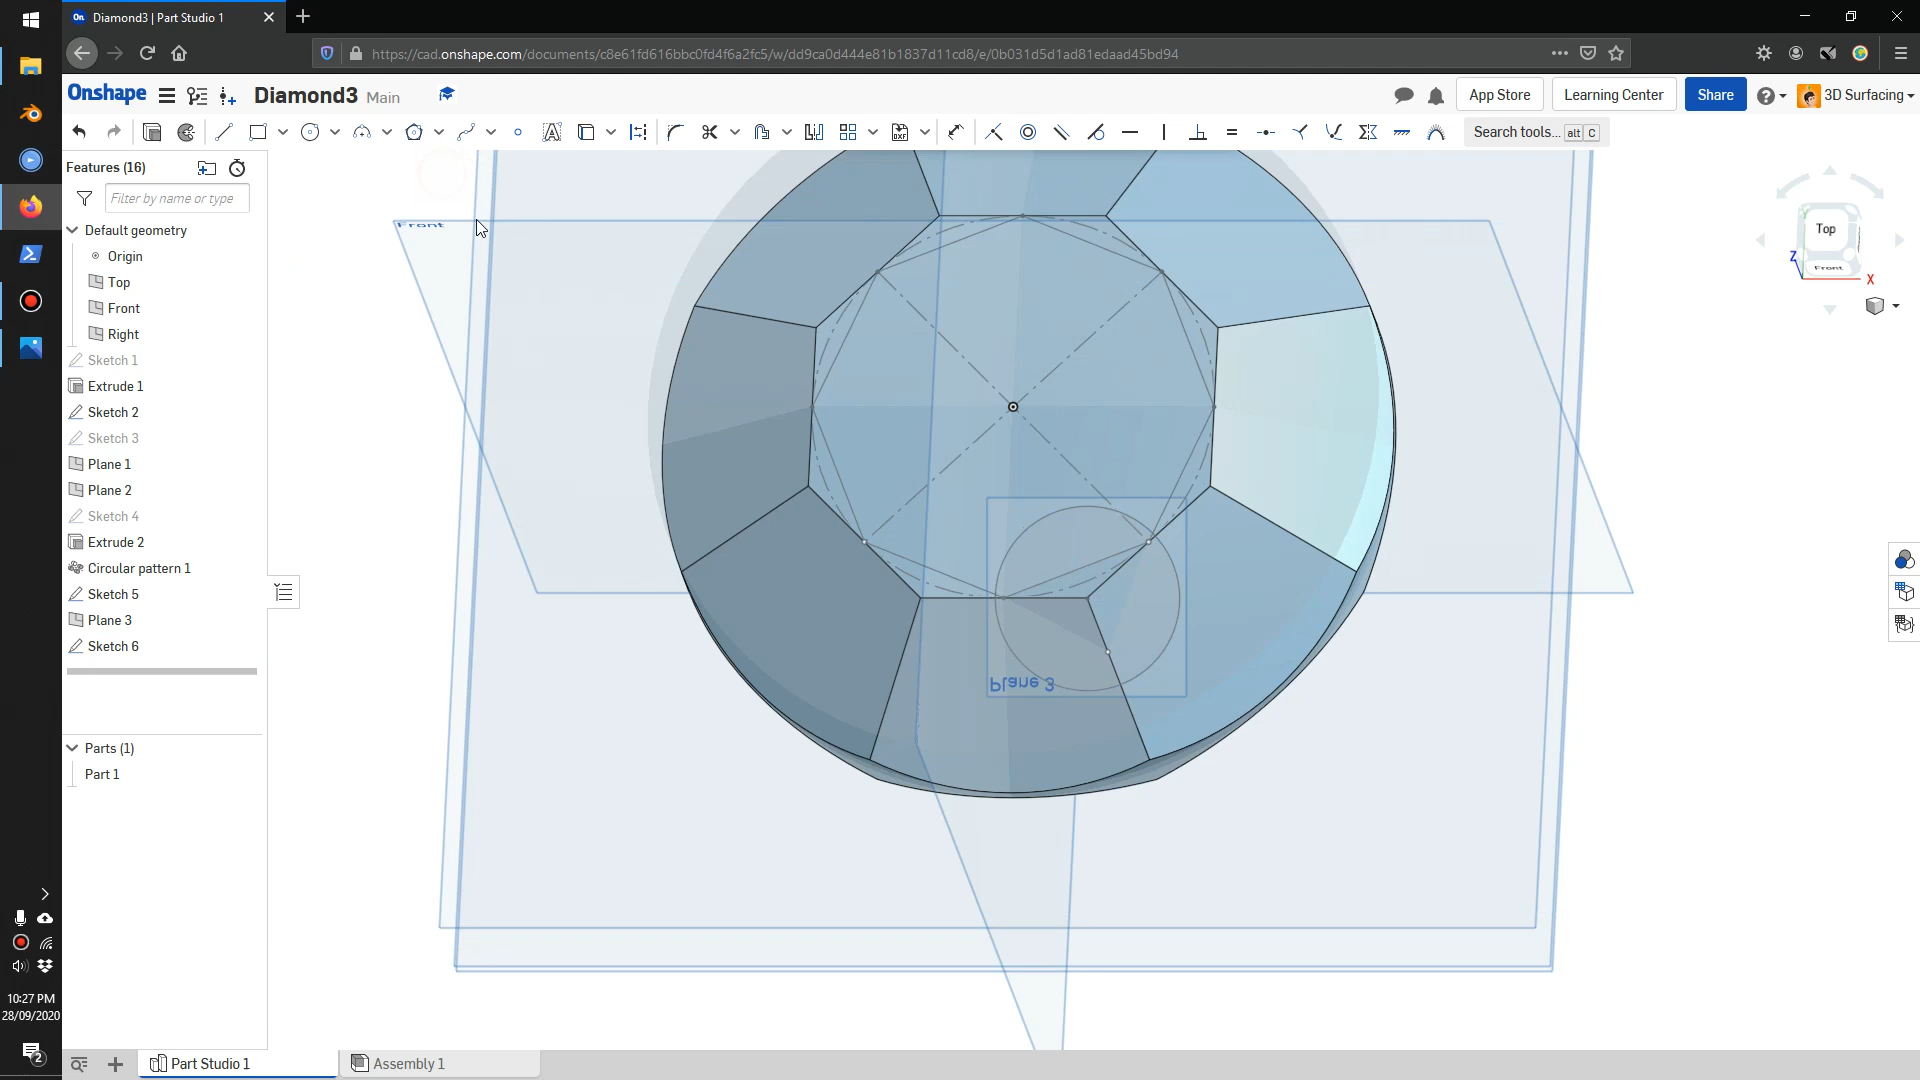 On Diamond3 | Part Studio 1
https://cad.onshape.com/documents/c8e61fd616bbc0fd4f6a2fc5/w/dd9ca0d444e81b1837d11cd8/e/0b031d5d1ad81edaad45bd94
Onshape Diamond3 Main
App Store Learning Center Share 3D Surfacing
Search tools... alt C
Features (16)
Filter by name or type
Default geometry
Origin
Top
Front
Right
Sketch 1
Extrude 1
Sketch 2
Sketch 3
Plane 1
Plane 2
Sketch 4
Extrude 2
Circular pattern 1
Sketch 5
Plane 3
Sketch 6
Parts (1)
Part 1
Front
Plane 3
Top
Front
Y
Z
X
10:27 PM
28/09/2020
2
Part Studio 1 Assembly 1